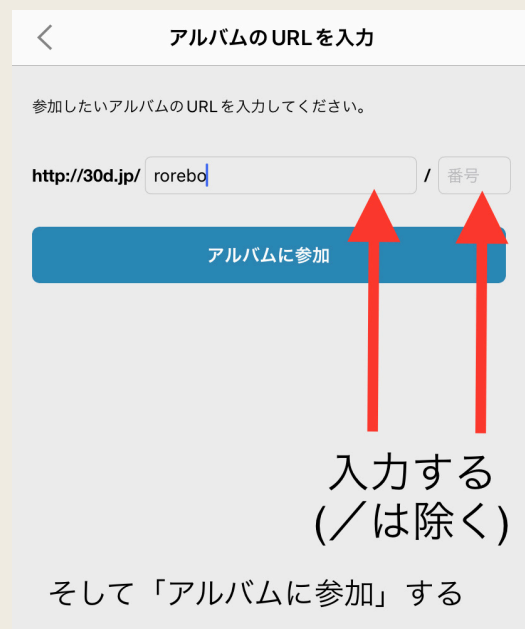 アルバムのURLを入力
参加したいアルバムのURLを入力してください。
http://30d.jp/ rorebo / 番号
アルバムに参加
入力する
(／は除く)
そして「アルバムに参加」する